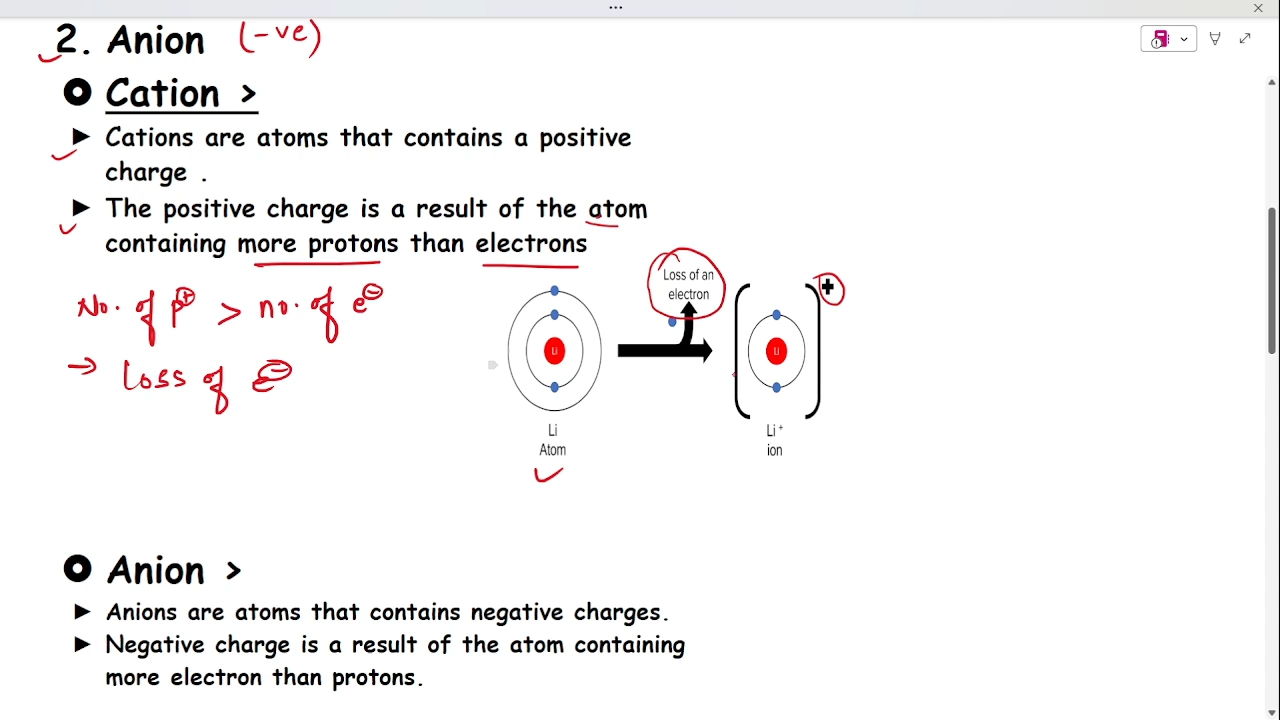 2. Anion (-ve)
Cation >
► Cations are atoms that contains a positive
charge .
► The positive charge is a result of the atom
containing more protons than electrons
No. of p⊕ > no. of e⊖
→ Loss of e⊖
Loss of an
electron
+
Li
Li
Li
Atom
Li +
ion
Anion >
► Anions are atoms that contains negative charges.
► Negative charge is a result of the atom containing
more electron than protons.